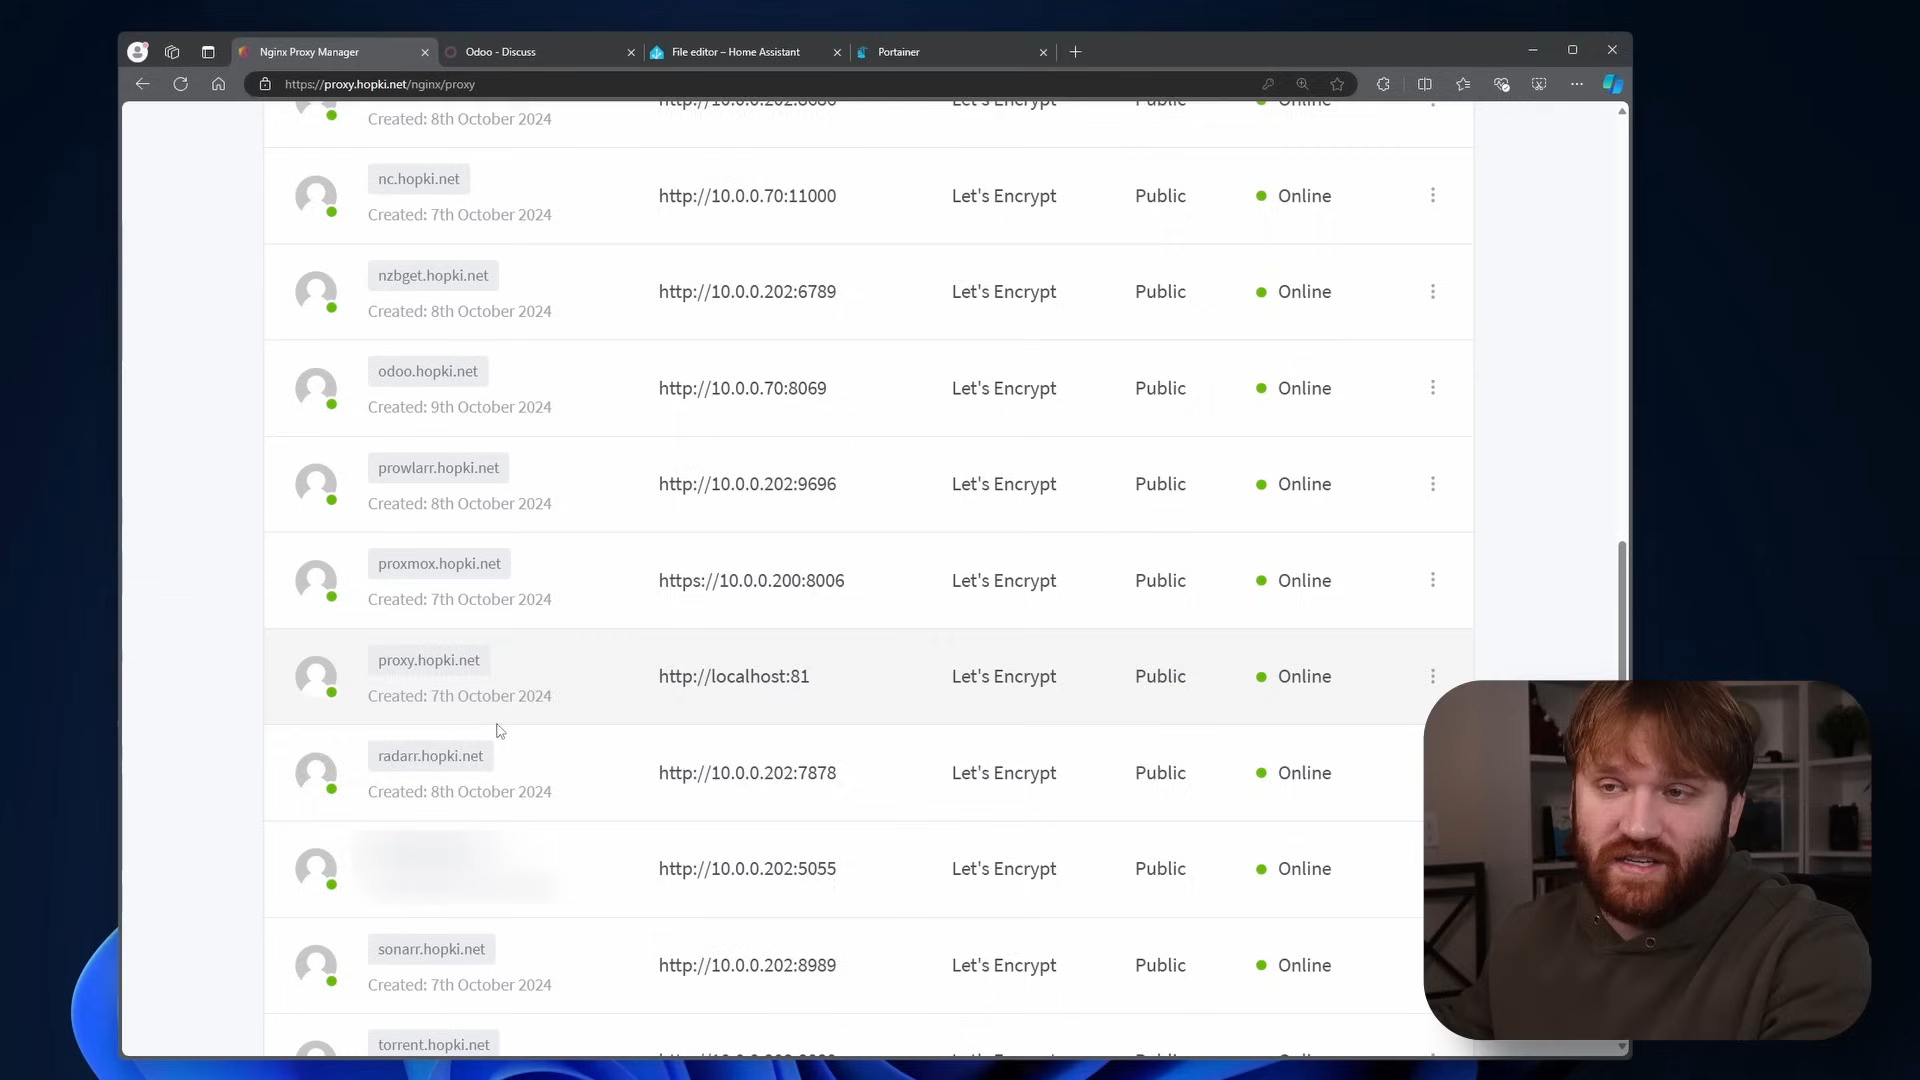 Nginx Proxy Manager
Odoo - Discuss
File editor – Home Assistant
Portainer
https://proxy.hopki.net/nginx/proxy
Created: 8th October 2024
Let's Encrypt
Public
Online
nc.hopki.net
Created: 7th October 2024
http://10.0.0.70:11000
Let's Encrypt
Public
Online
nzbget.hopki.net
Created: 8th October 2024
http://10.0.0.202:6789
Let's Encrypt
Public
Online
odoo.hopki.net
Created: 9th October 2024
http://10.0.0.70:8069
Let's Encrypt
Public
Online
prowlarr.hopki.net
Created: 8th October 2024
http://10.0.0.202:9696
Let's Encrypt
Public
Online
proxmox.hopki.net
Created: 7th October 2024
https://10.0.0.200:8006
Let's Encrypt
Public
Online
proxy.hopki.net
Created: 7th October 2024
http://localhost:81
Let's Encrypt
Public
Online
radarr.hopki.net
Created: 8th October 2024
http://10.0.0.202:7878
Let's Encrypt
Public
Online
http://10.0.0.202:5055
Let's Encrypt
Public
Online
sonarr.hopki.net
Created: 7th October 2024
http://10.0.0.202:8989
Let's Encrypt
Public
Online
torrent.hopki.net